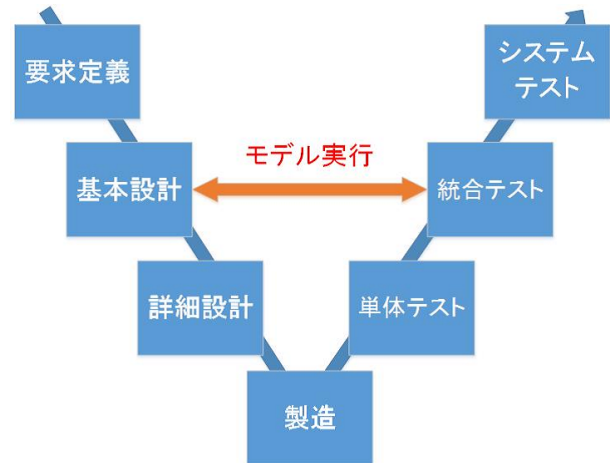 要求定義
システム
テスト
モデル実行
基本設計
統合テスト
詳細設計
単体テスト
製造